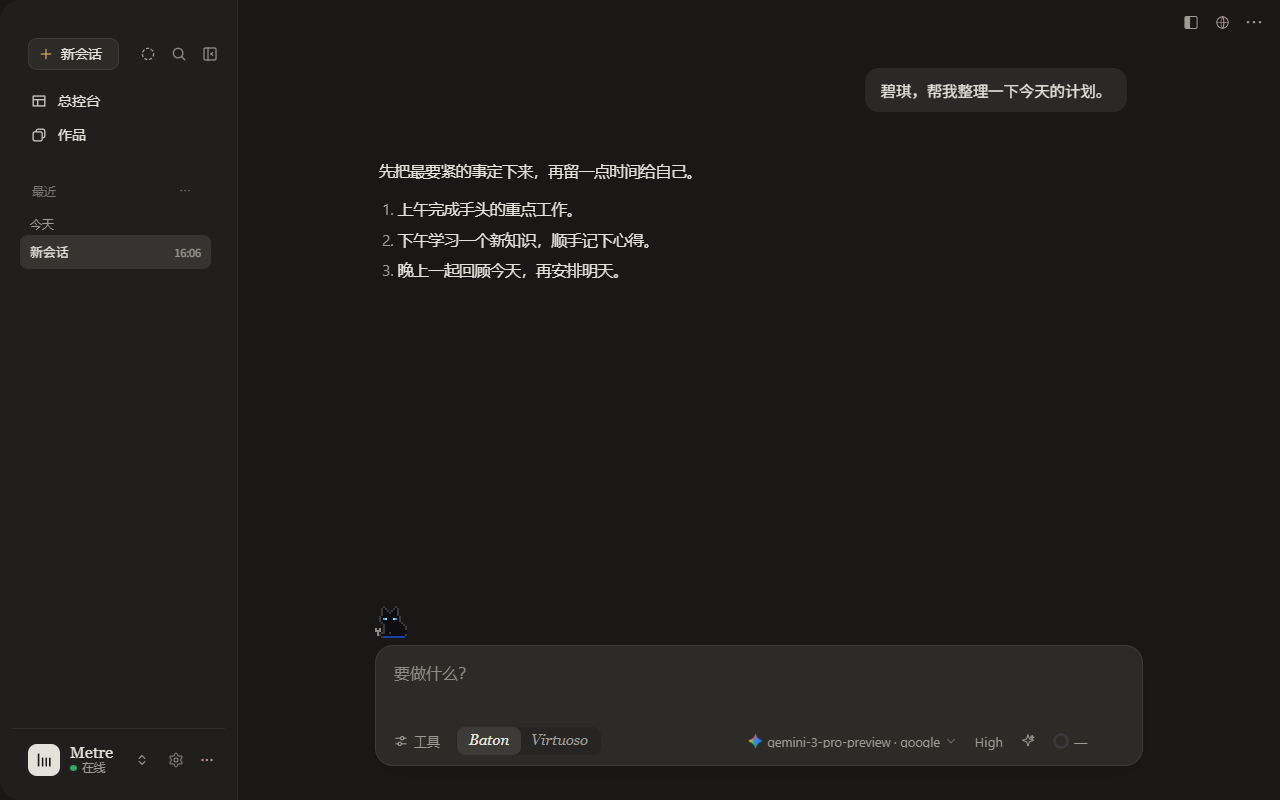 新会话
总控台
作品
最近
今天
新会话 16:06
Metre
在线
碧琪，帮我整理一下今天的计划。
先把最要紧的事定下来，再留一点时间给自己。
1. 上午完成手头的重点工作。
2. 下午学习一个新知识，顺手记下心得。
3. 晚上一起回顾今天，再安排明天。
要做什么？
工具 Baton Virtuoso gemini-3-pro-preview · google High —